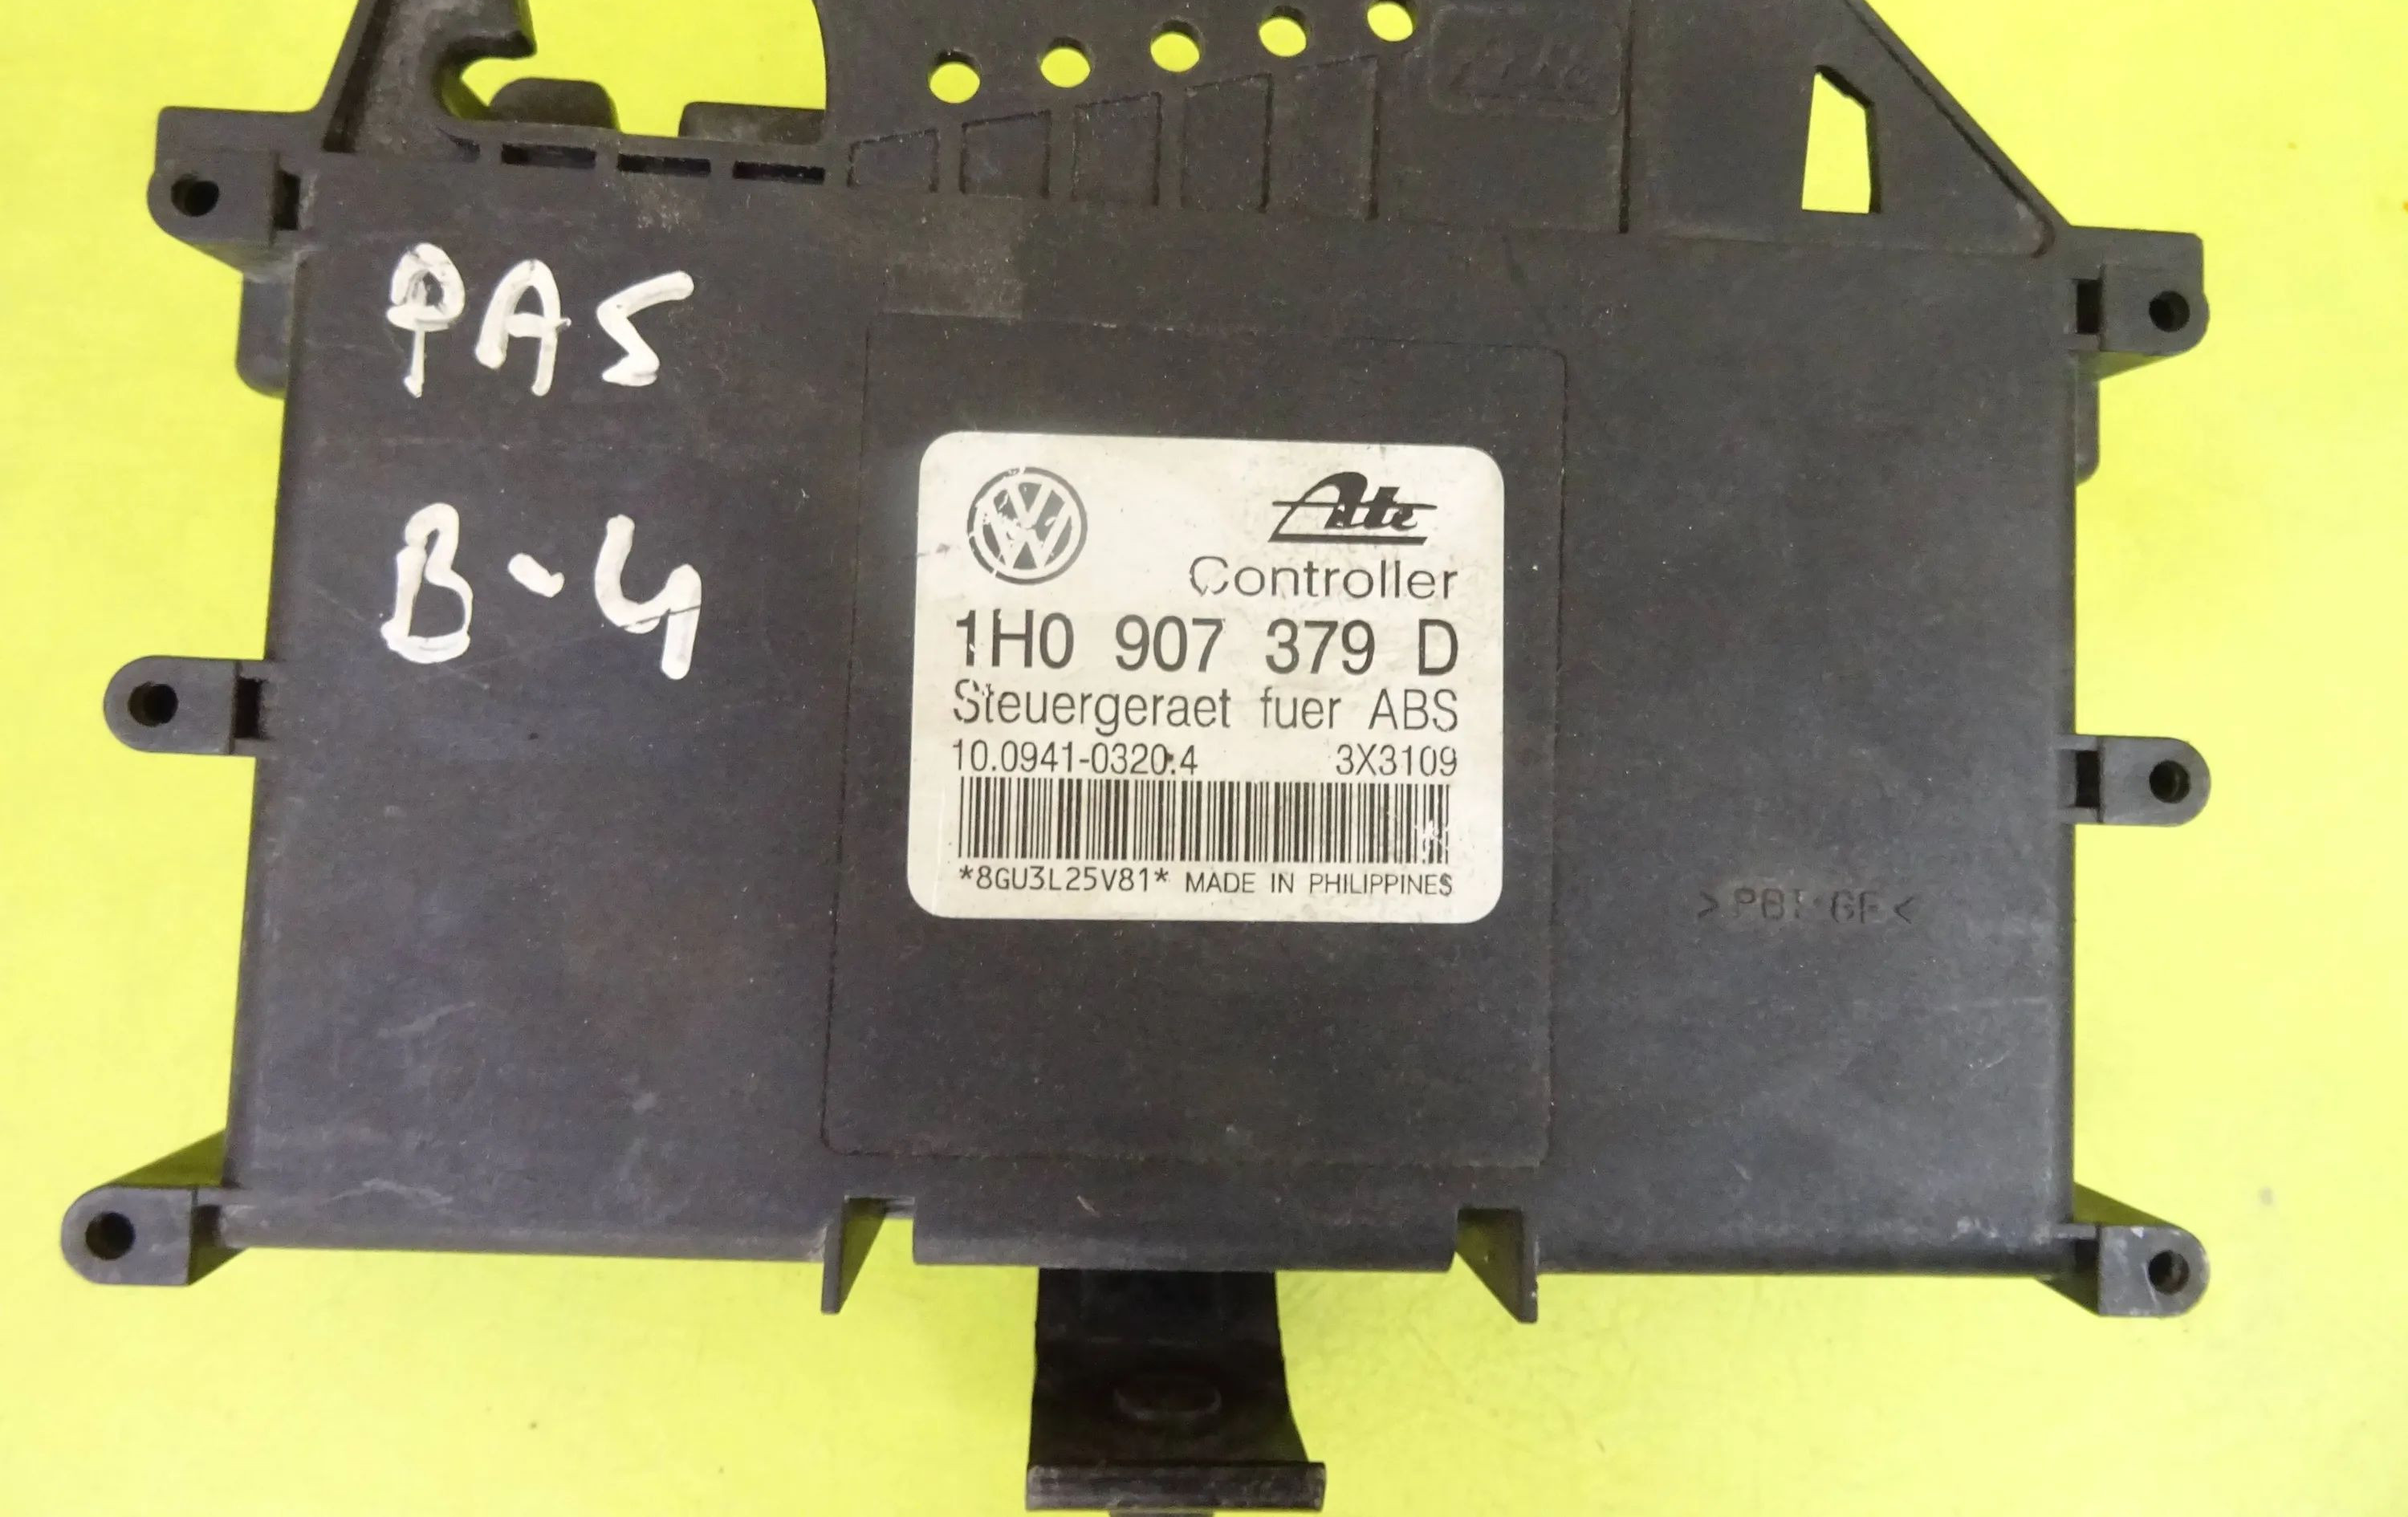 Ate
PAS
B-4
Ate
Controller
1H0 907 379 D
Steuergeraet fuer ABS
10.0941-0320.4 3X3109
*8GU3L25V81* MADE IN PHILIPPINES
>PBT-GF<